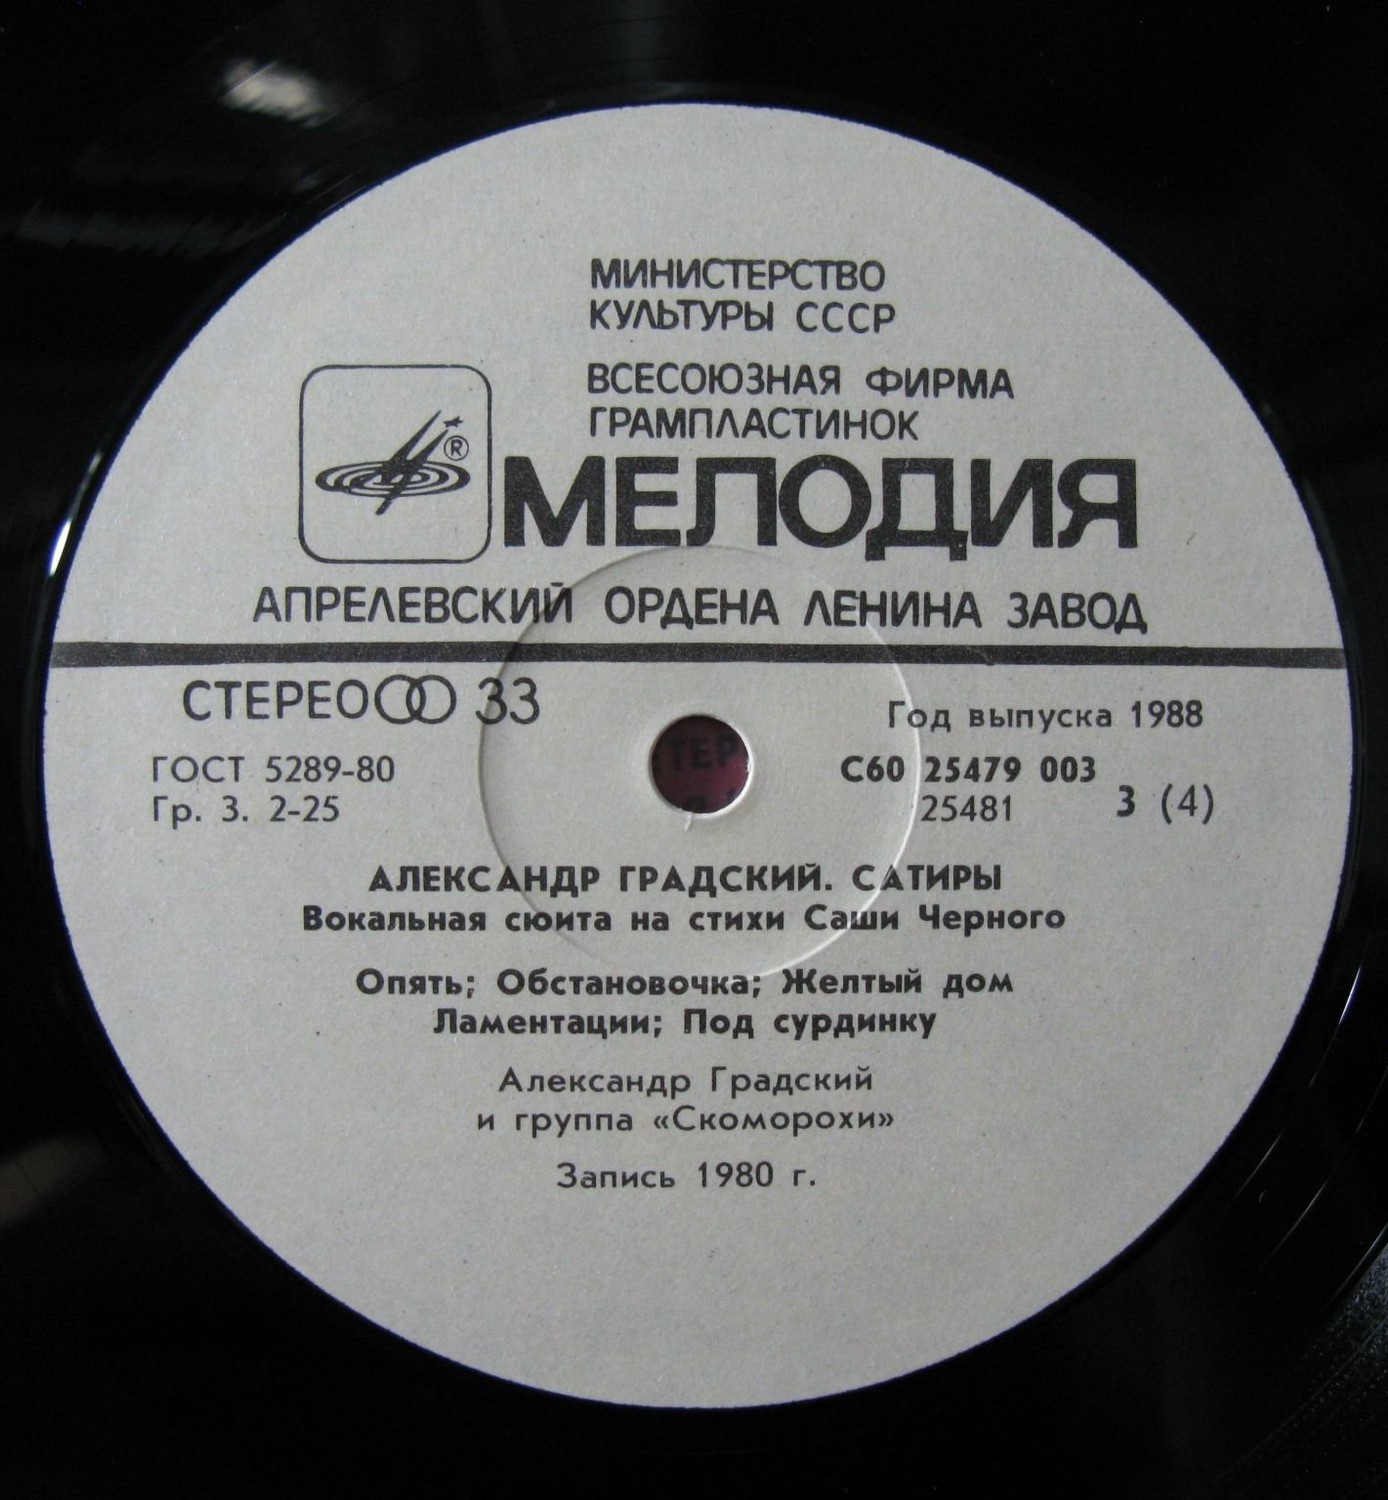 МИНИСТЕРСТВО
КУЛЬТУРЫ СССР
ВСЕСОЮЗНАЯ ФИРМА
ГРАМПЛАСТИНОК
®
МЕЛОДИЯ
АПРЕЛЕВСКИЙ ОРДЕНА ЛЕНИНА ЗАВОД
СТЕРЕО 33
Год выпуска 1988
ГОСТ 5289-80
С60 25479 003
Гр. 3. 2-25
25481
3 (4)
ТЕР
АЛЕКСАНДР ГРАДСКИЙ. САТИРЫ
Вокальная сюита на стихи Саши Черного
Опять; Обстановочка; Желтый дом
Ламентации; Под сурдинку
Александр Градский
и группа «Скоморохи»
Запись 1980 г.